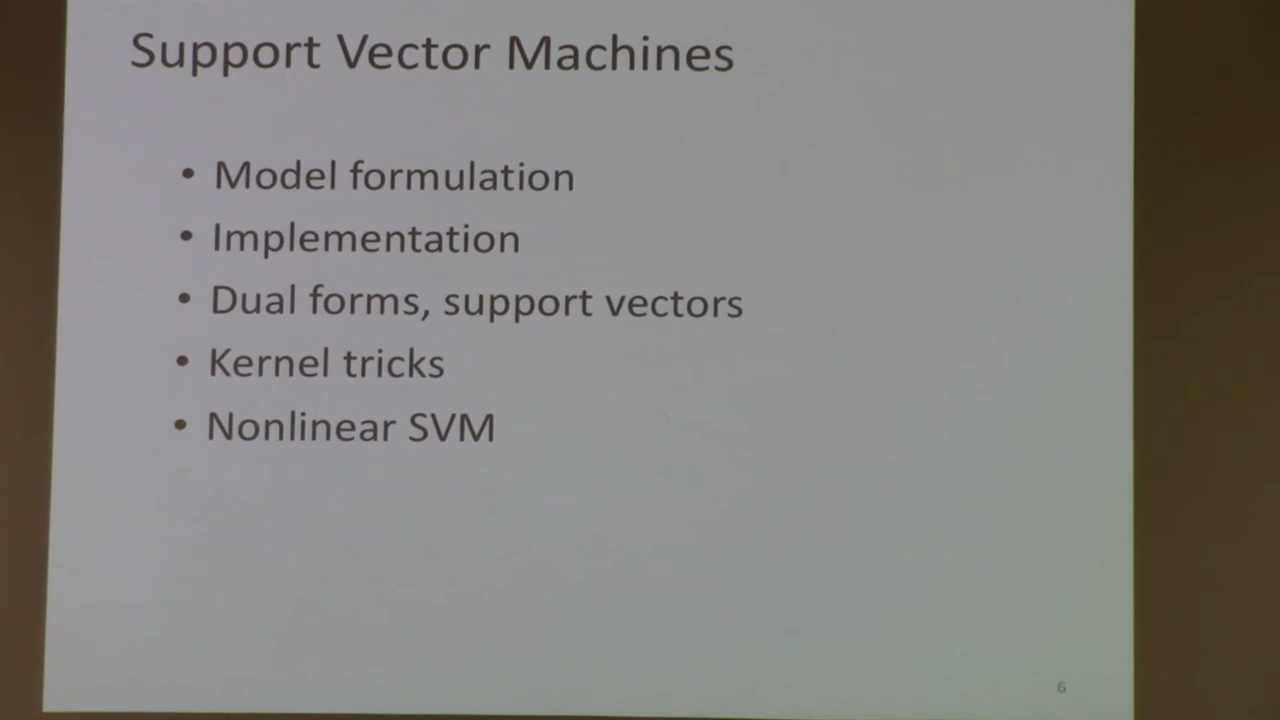 Support Vector Machines
• Model formulation
• Implementation
• Dual forms, support vectors
• Kernel tricks
• Nonlinear SVM
6